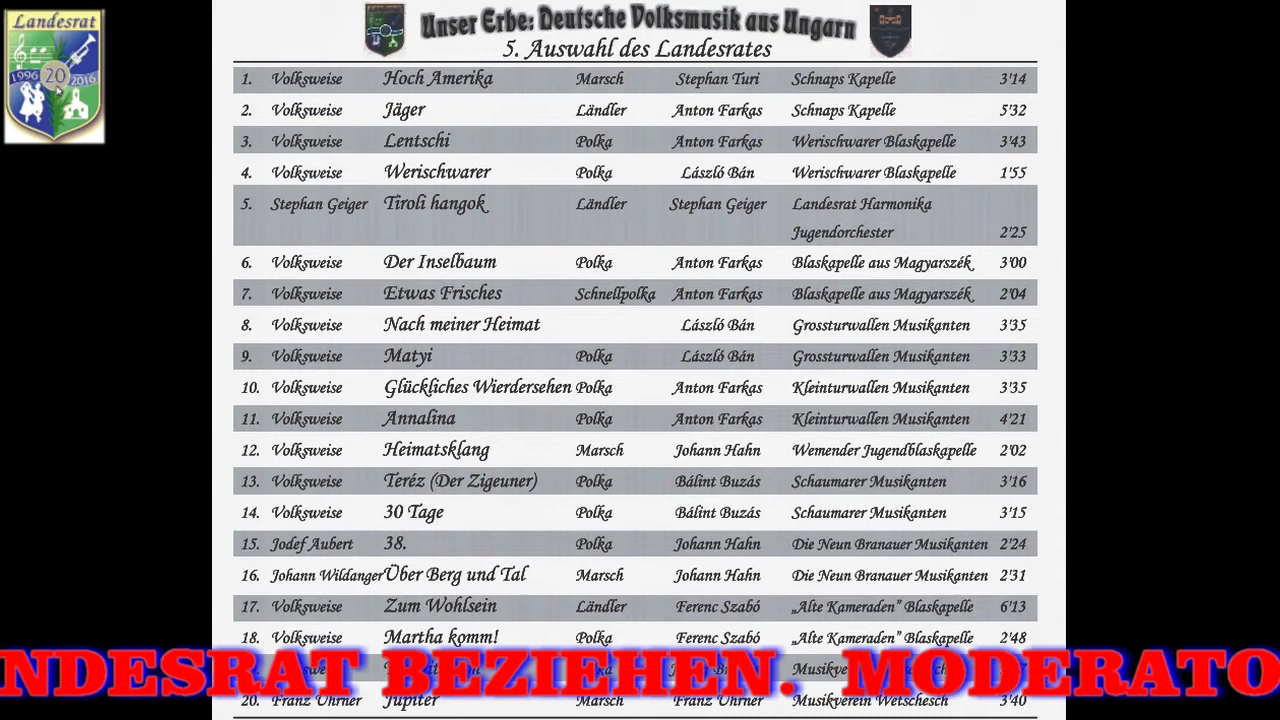 Landesrat
1996 20 2016
Unser Erbe: Deutsche Volksmusik aus Ungarn
5. Auswahl des Landesrates
1. Volksweise Hoch Amerika Marsch Stephan Turi Schnaps Kapelle 3'14
2. Volksweise Jäger Ländler Anton Farkas Schnaps Kapelle 5'32
3. Volksweise Lentschi Polka Anton Farkas Werischwarer Blaskapelle 3'43
4. Volksweise Werischwarer Polka László Bán Werischwarer Blaskapelle 1'55
5. Stephan Geiger Tiroli hangok Ländler Stephan Geiger Landesrat Harmonika
Jugendorchester 2'25
6. Volksweise Der Inselbaum Polka Anton Farkas Blaskapelle aus Magyarszék 3'00
7. Volksweise Etwas Frisches Schnellpolka Anton Farkas Blaskapelle aus Magyarszék 2'04
8. Volksweise Nach meiner Heimat László Bán Grossturwallen Musikanten 3'35
9. Volksweise Matyi Polka László Bán Grossturwallen Musikanten 3'33
10. Volksweise Glückliches Wierdersehen Polka Anton Farkas Kleinturwallen Musikanten 3'35
11. Volksweise Annalina Polka Anton Farkas Kleinturwallen Musikanten 4'21
12. Volksweise Heimatsklang Marsch Johann Hahn Wemender Jugendblaskapelle 2'02
13. Volksweise Teréz (Der Zigeuner) Polka Bálint Buzás Schaumarer Musikanten 3'16
14. Volksweise 30 Tage Polka Bálint Buzás Schaumarer Musikanten 3'15
15. Jodef Aubert 38. Polka Johann Hahn Die Neun Branauer Musikanten 2'24
16. Johann Wildanger Über Berg und Tal Marsch Johann Hahn Die Neun Branauer Musikanten 2'31
17. Volksweise Zum Wohlsein Ländler Ferenc Szabó „Alte Kameraden” Blaskapelle 6'13
18. Volksweise Martha komm! Polka Ferenc Szabó „Alte Kameraden” Blaskapelle 2'48
NDESRAT BEZIEHEN. MODERATO
20. Franz Uhrner Jupiter Marsch Franz Uhrner Musikverein Wetschesch 3'40